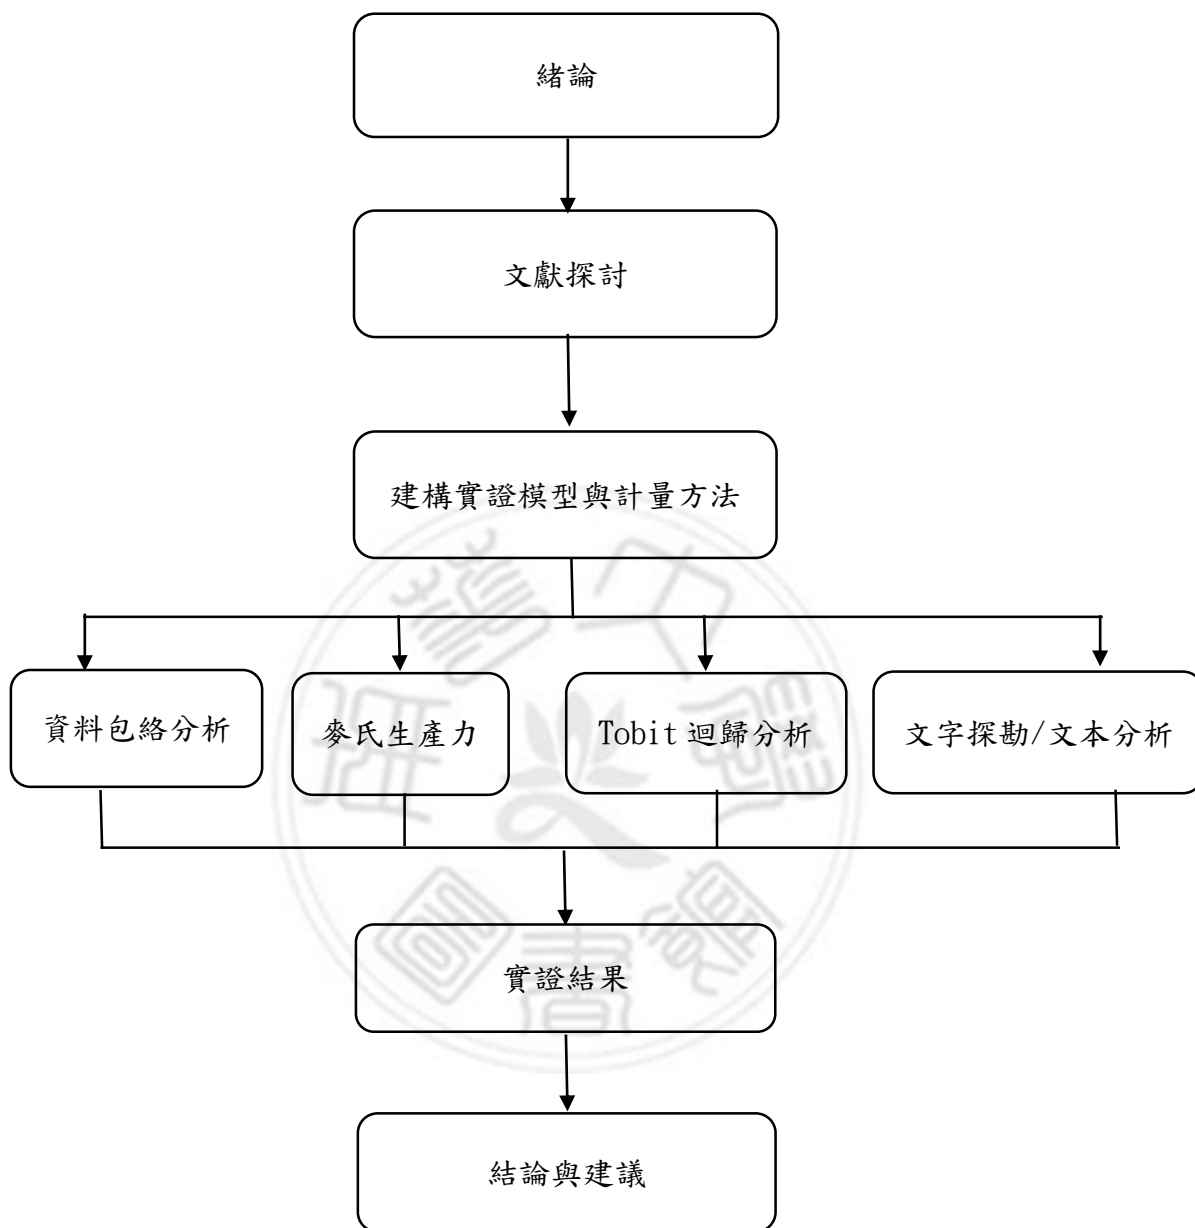 緒論
文獻探討
建構實證模型與計量方法
資料包絡分析
麥氏生產力
Tobit 迴歸分析
文字探勘/文本分析
實證結果
結論與建議